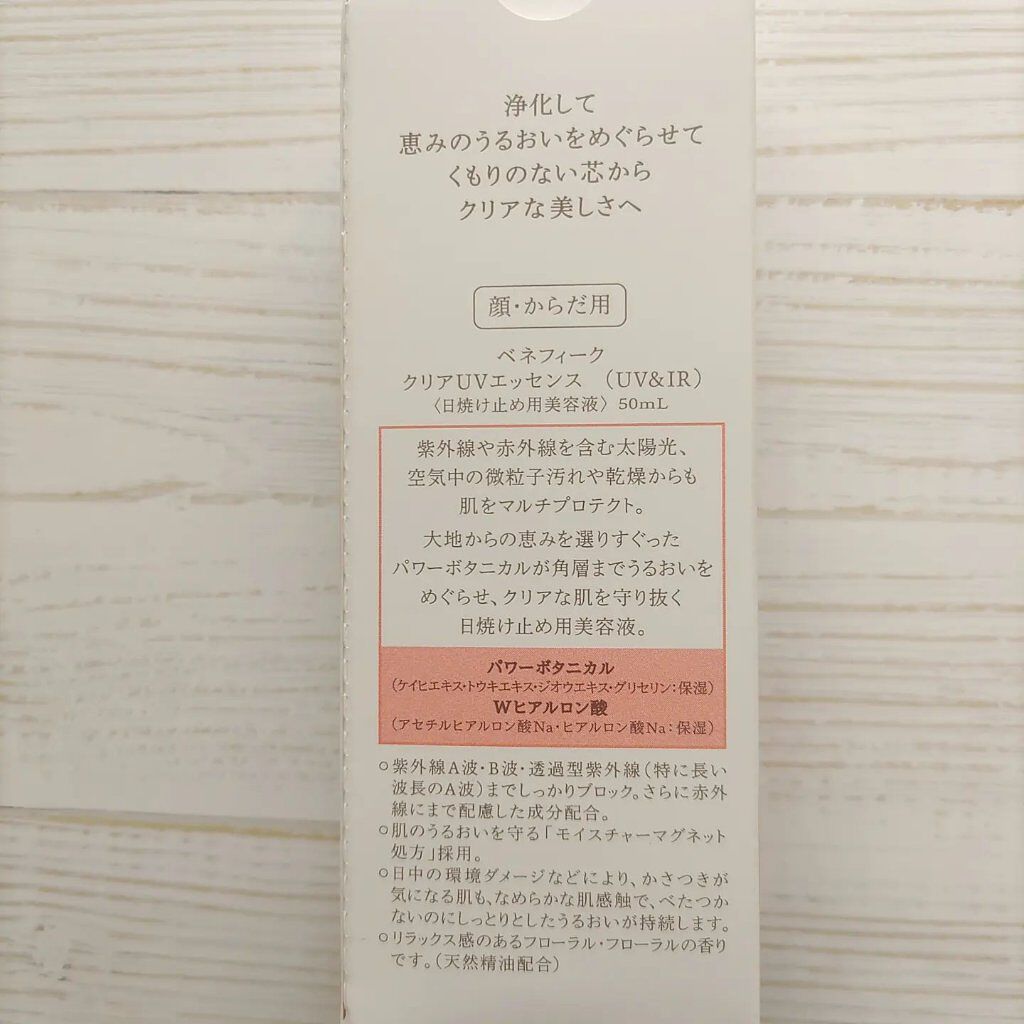 浄化して
恵みのうるおいをめぐらせて
くもりのない芯から
クリアな美しさへ
顔・からだ用
ベネフィーク
クリアUVエッセンス （UV&IR）
〈日焼け止め用美容液〉 50mL
紫外線や赤外線を含む太陽光、
空気中の微粒子汚れや乾燥からも
肌をマルチプロテクト。
大地からの恵みを選りすぐった
パワーボタニカルが角層までうるおいを
めぐらせ、クリアな肌を守り抜く
日焼け止め用美容液。
パワーボタニカル
（ケイヒエキス・トウキエキス・ジオウエキス・グリセリン：保湿）
Wヒアルロン酸
（アセチルヒアルロン酸Na・ヒアルロン酸Na：保湿）
○紫外線A波・B波・透過型紫外線（特に長い
波長のA波）までしっかりブロック。さらに赤外
線にまで配慮した成分配合。
○肌のうるおいを守る「モイスチャーマグネット
処方」採用。
○日中の環境ダメージなどにより、かさつきが
気になる肌も、なめらかな肌感触で、べたつか
ないのにしっとりとしたうるおいが持続します。
○リラックス感のあるフローラル・フローラルの香り
です。（天然精油配合）